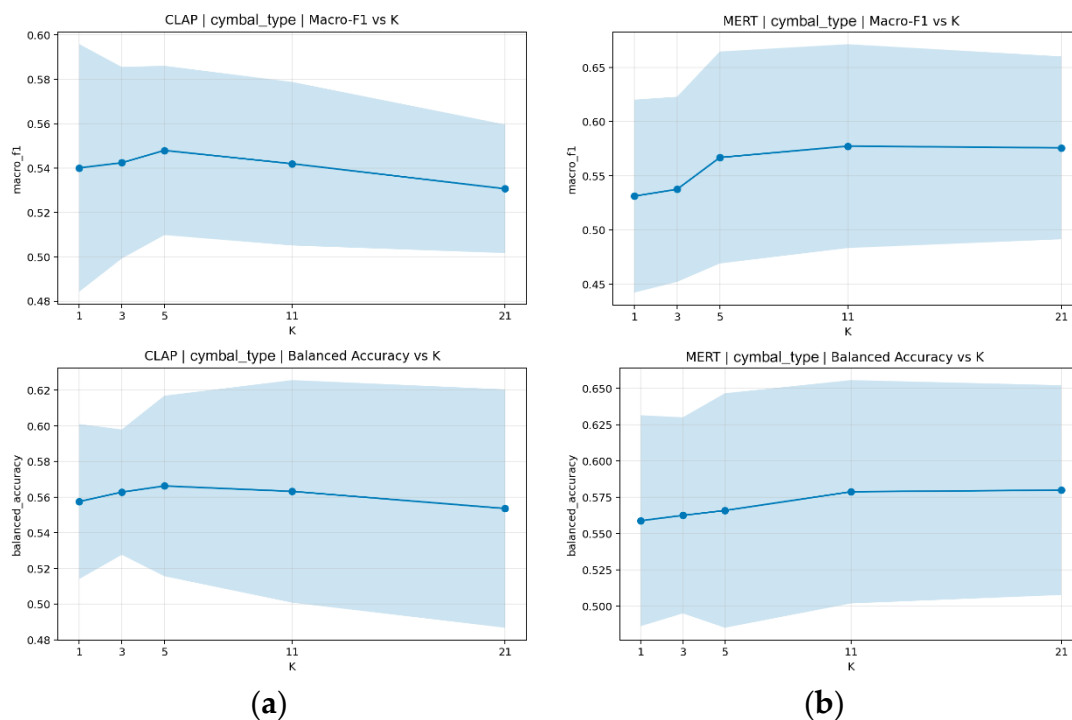 CLAP | cymbal_type | Macro-F1 vs K
0.60
0.58
0.56
0.54
0.52
0.50
0.48
macro_f1
1 3 5 11 21
K
MERT | cymbal_type | Macro-F1 vs K
0.65
0.60
0.55
0.50
0.45
macro_f1
1 3 5 11 21
K
CLAP | cymbal_type | Balanced Accuracy vs K
0.62
0.60
0.58
0.56
0.54
0.52
0.50
0.48
balanced_accuracy
1 3 5 11 21
K
MERT | cymbal_type | Balanced Accuracy vs K
0.650
0.625
0.600
0.575
0.550
0.525
0.500
balanced_accuracy
1 3 5 11 21
K
(a)
(b)